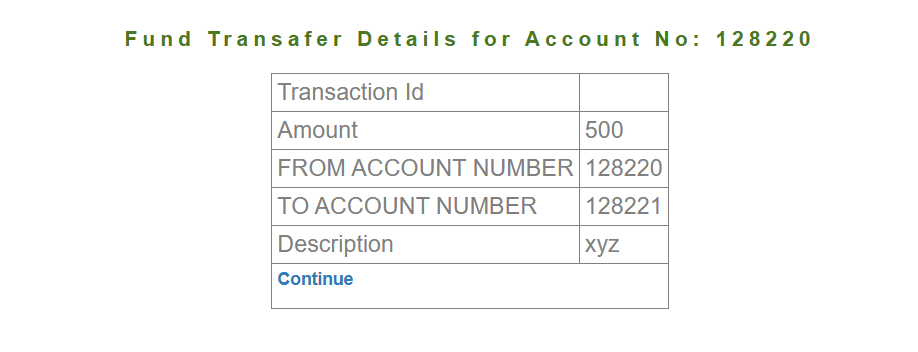 Fund Transafer Details for Account No: 128220
Transaction Id
Amount 500
FROM ACCOUNT NUMBER 128220
TO ACCOUNT NUMBER 128221
Description xyz
Continue